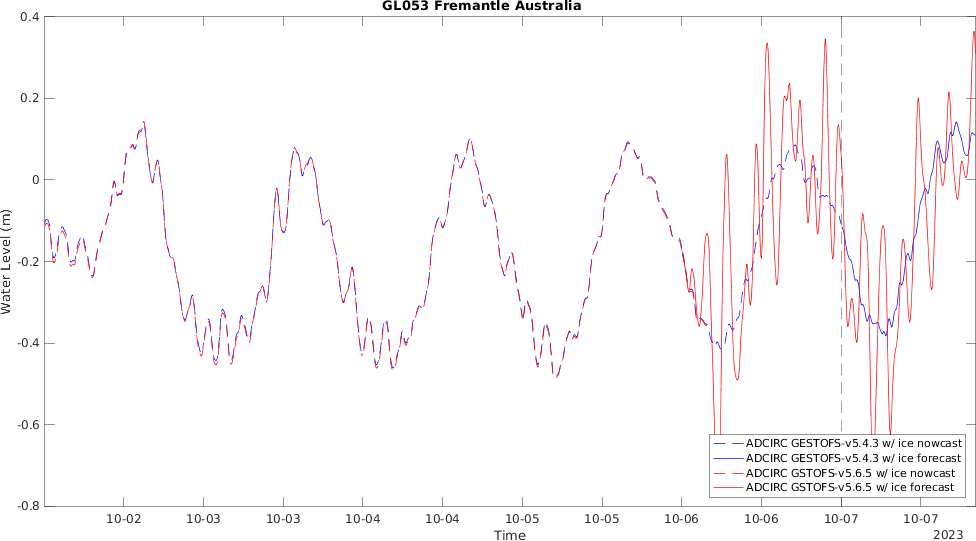 GL053 Fremantle Australia
0.4
0.2
0
-0.2
-0.4
-0.6
-0.8
Water Level (m)
10-02
10-03
10-03
10-04
10-04
10-05
10-05
10-06
10-06
10-07
10-07
Time
2023
ADCIRC GESTOFS-v5.4.3 w/ ice nowcast
ADCIRC GESTOFS-v5.4.3 w/ ice forecast
ADCIRC GSTOFS-v5.6.5 w/ ice nowcast
ADCIRC GSTOFS-v5.6.5 w/ ice forecast